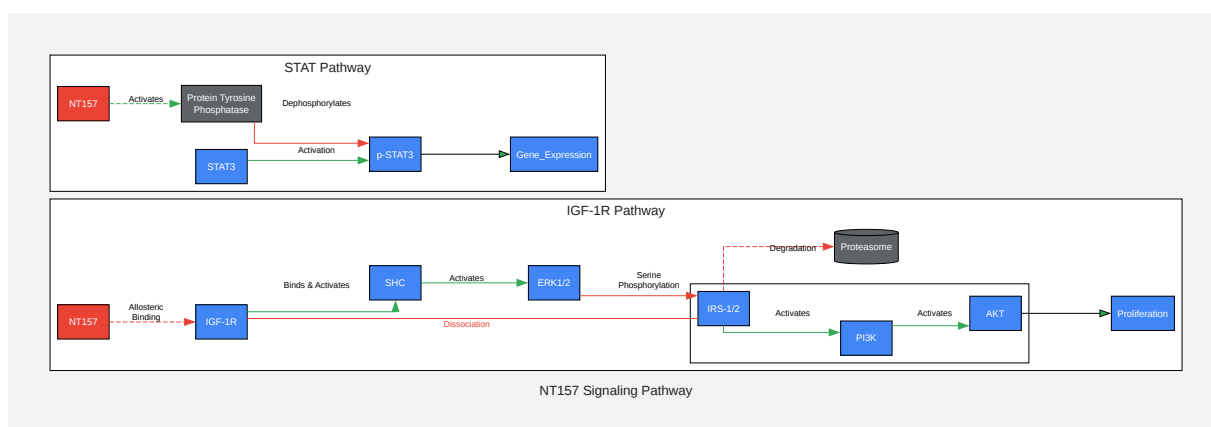 STAT Pathway
NT157
Activates
Protein Tyrosine
Phosphatase
Dephosphorylates
STAT3
Activation
p-STAT3
Gene_Expression
IGF-1R Pathway
NT157
Allosteric
Binding
IGF-1R
Binds & Activates
SHC
Activates
ERK1/2
Serine
Phosphorylation
Dissociation
IRS-1/2
Degradation
Proteasome
Activates
PI3K
Activates
AKT
Proliferation
NT157 Signaling Pathway